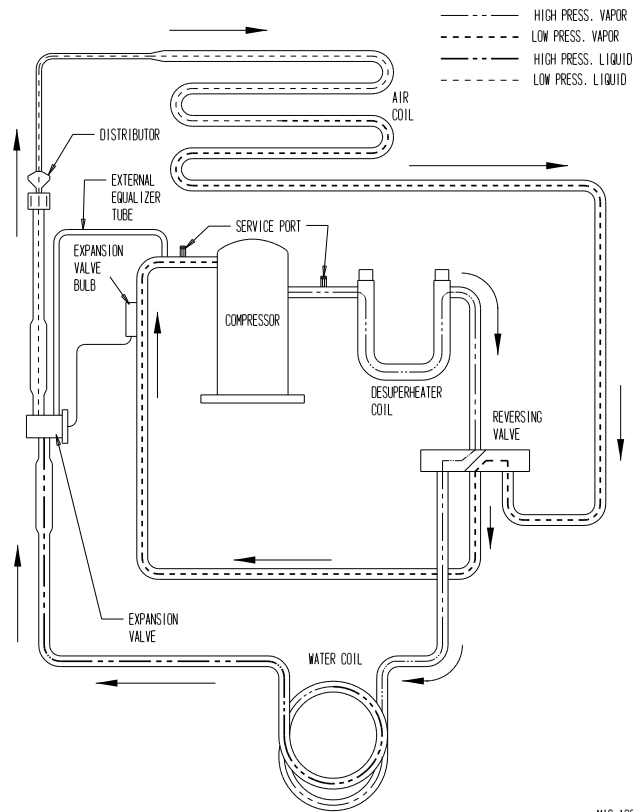 HIGH PRESS. VAPOR
LOW PRESS. VAPOR
HIGH PRESS. LIQUID
LOW PRESS. LIQUID
AIR
COIL
DISTRIBUTOR
EXTERNAL
EQUALIZER
TUBE
SERVICE PORT
EXPANSION
VALVE
BULB
COMPRESSOR
DESUPERHEATER
COIL
REVERSING
VALVE
EXPANSION
VALVE
WATER COIL